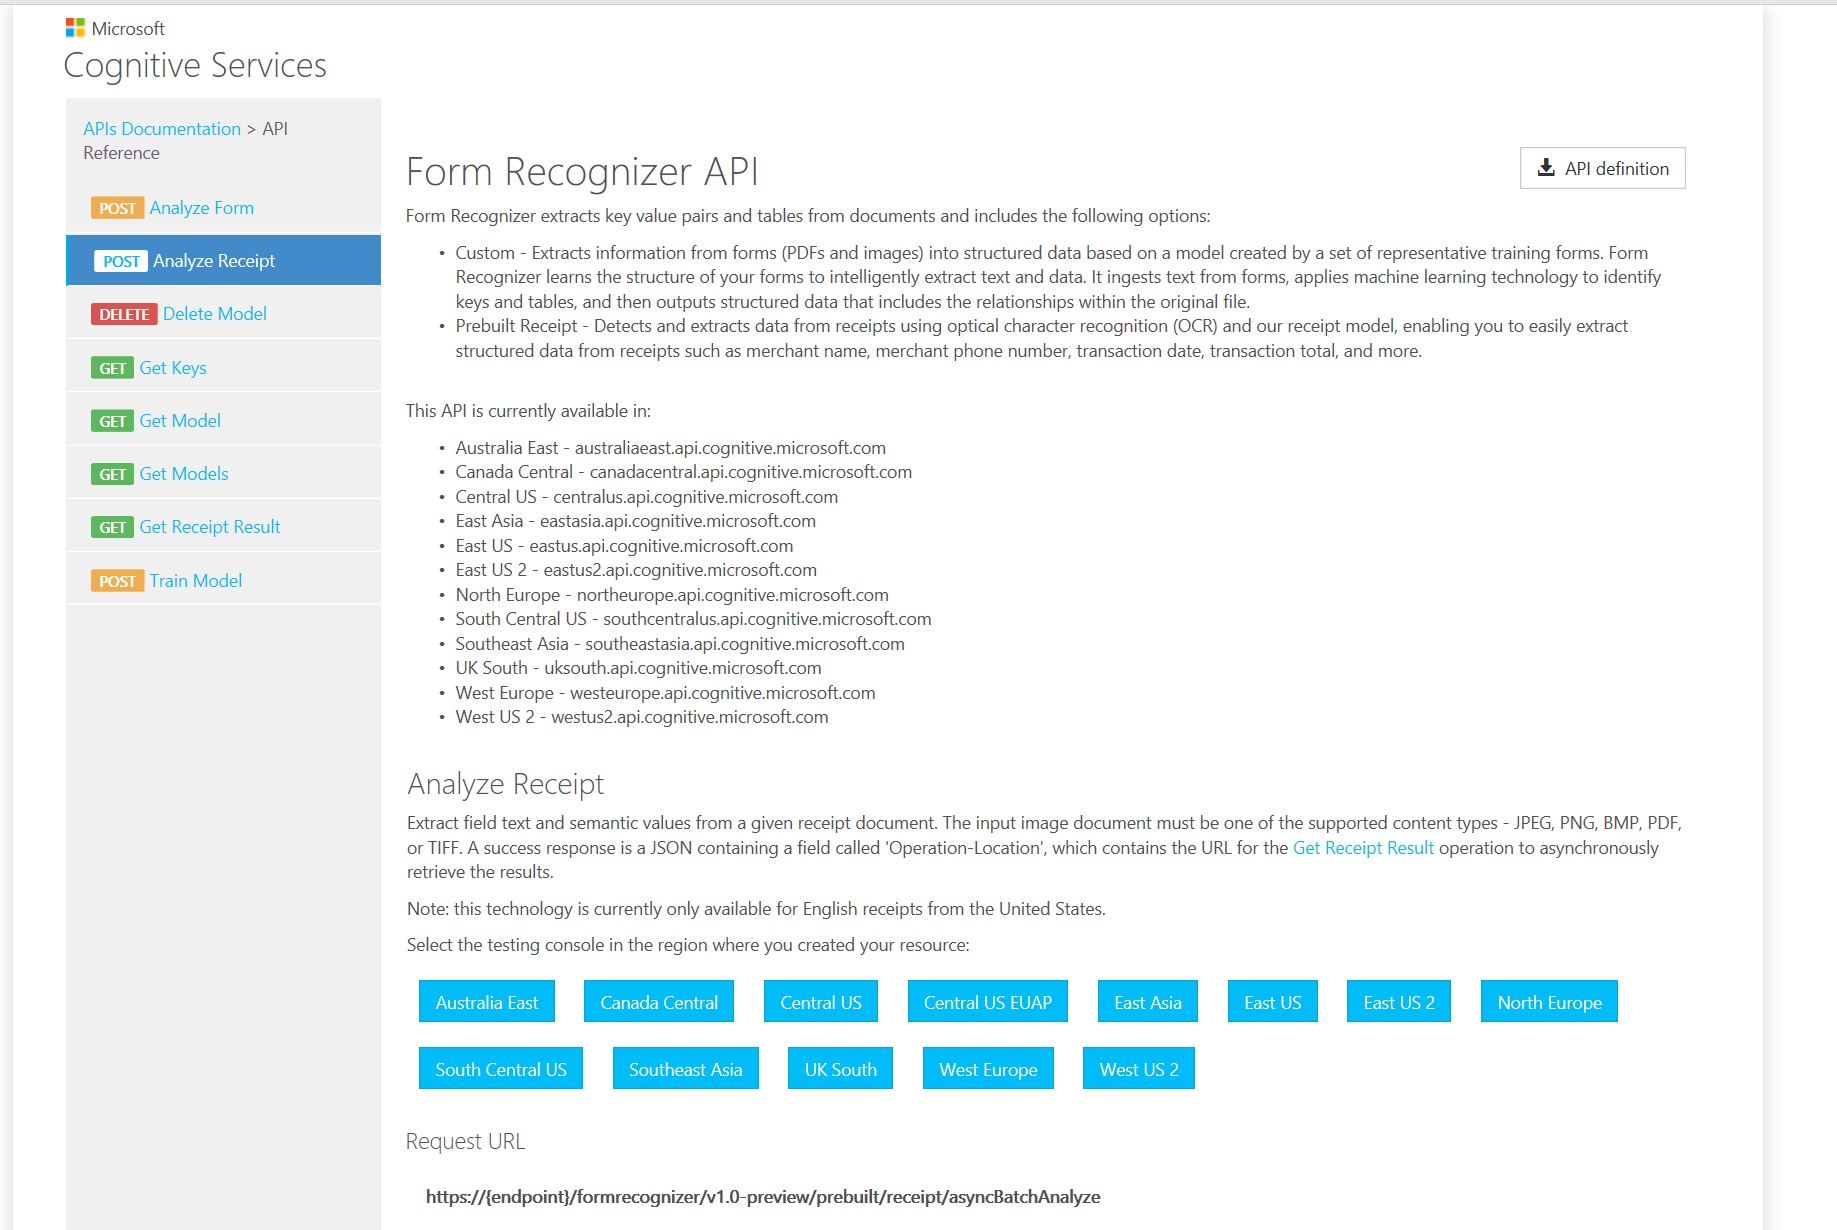 Microsoft
Cognitive Services
APIs Documentation > API
Reference
POST Analyze Form
POST Analyze Receipt
DELETE Delete Model
GET Get Keys
GET Get Model
GET Get Models
GET Get Receipt Result
POST Train Model
Form Recognizer API
API definition
Form Recognizer extracts key value pairs and tables from documents and includes the following options:
• Custom - Extracts information from forms (PDFs and images) into structured data based on a model created by a set of representative training forms. Form
Recognizer learns the structure of your forms to intelligently extract text and data. It ingests text from forms, applies machine learning technology to identify
keys and tables, and then outputs structured data that includes the relationships within the original file.
• Prebuilt Receipt - Detects and extracts data from receipts using optical character recognition (OCR) and our receipt model, enabling you to easily extract
structured data from receipts such as merchant name, merchant phone number, transaction date, transaction total, and more.
This API is currently available in:
• Australia East - australiaeast.api.cognitive.microsoft.com
• Canada Central - canadacentral.api.cognitive.microsoft.com
• Central US - centralus.api.cognitive.microsoft.com
• East Asia - eastasia.api.cognitive.microsoft.com
• East US - eastus.api.cognitive.microsoft.com
• East US 2 - eastus2.api.cognitive.microsoft.com
• North Europe - northeurope.api.cognitive.microsoft.com
• South Central US - southcentralus.api.cognitive.microsoft.com
• Southeast Asia - southeastasia.api.cognitive.microsoft.com
• UK South - uksouth.api.cognitive.microsoft.com
• West Europe - westeurope.api.cognitive.microsoft.com
• West US 2 - westus2.api.cognitive.microsoft.com
Analyze Receipt
Extract field text and semantic values from a given receipt document. The input image document must be one of the supported content types - JPEG, PNG, BMP, PDF,
or TIFF. A success response is a JSON containing a field called 'Operation-Location', which contains the URL for the Get Receipt Result operation to asynchronously
retrieve the results.
Note: this technology is currently only available for English receipts from the United States.
Select the testing console in the region where you created your resource:
Australia East Canada Central Central US Central US EUAP East Asia East US East US 2 North Europe
South Central US Southeast Asia UK South West Europe West US 2
Request URL
https://{endpoint}/formrecognizer/v1.0-preview/prebuilt/receipt/asyncBatchAnalyze